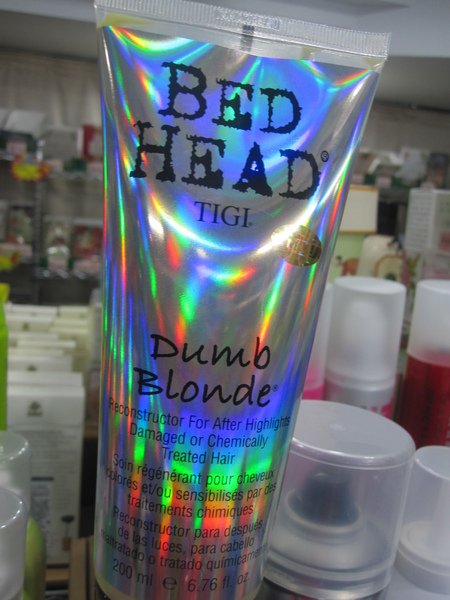 BED
HEAD®
TIGI®
Dumb
Blonde®
Reconstructor For After Highlights
Damaged or Chemically
Treated Hair
Soin régénérant pour cheveux
colorés et/ou sensibilisés par des
traitements chimiques
Reconstructor para después
de las luces, para cabello
maltratado o tratado químicamente
200 ml e 6.76 fl. oz.